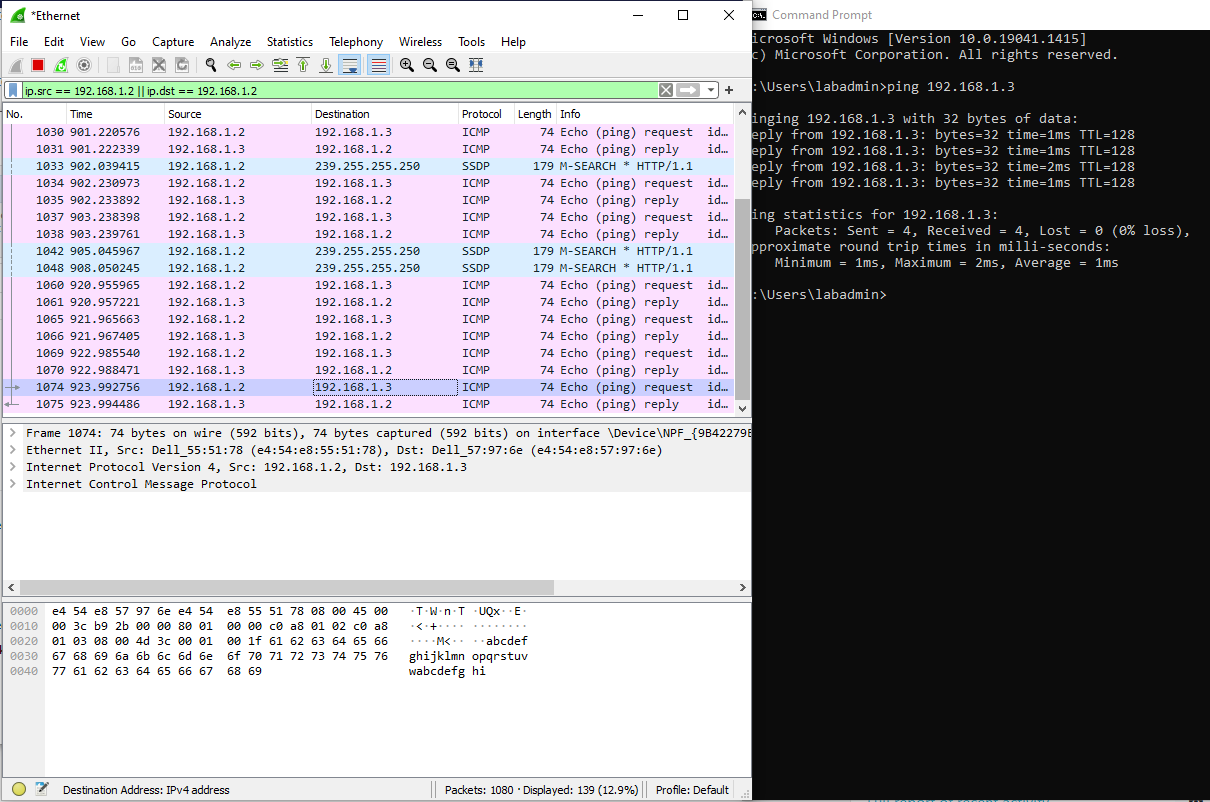 *Ethernet
File Edit View Go Capture Analyze Statistics Telephony Wireless Tools Help
ip.src == 192.168.1.2 || ip.dst == 192.168.1.2
No. Time Source Destination Protocol Length Info
1030 901.220576 192.168.1.2 192.168.1.3 ICMP 74 Echo (ping) request id…
1031 901.222339 192.168.1.3 192.168.1.2 ICMP 74 Echo (ping) reply id…
1033 902.039415 192.168.1.2 239.255.255.250 SSDP 179 M-SEARCH * HTTP/1.1
1034 902.230973 192.168.1.2 192.168.1.3 ICMP 74 Echo (ping) request id…
1035 902.233892 192.168.1.3 192.168.1.2 ICMP 74 Echo (ping) reply id…
1037 903.238398 192.168.1.2 192.168.1.3 ICMP 74 Echo (ping) request id…
1038 903.239761 192.168.1.3 192.168.1.2 ICMP 74 Echo (ping) reply id…
1042 905.045967 192.168.1.2 239.255.255.250 SSDP 179 M-SEARCH * HTTP/1.1
1048 908.050245 192.168.1.2 239.255.255.250 SSDP 179 M-SEARCH * HTTP/1.1
1060 920.955965 192.168.1.2 192.168.1.3 ICMP 74 Echo (ping) request id…
1061 920.957221 192.168.1.3 192.168.1.2 ICMP 74 Echo (ping) reply id…
1065 921.965663 192.168.1.2 192.168.1.3 ICMP 74 Echo (ping) request id…
1066 921.967405 192.168.1.3 192.168.1.2 ICMP 74 Echo (ping) reply id…
1069 922.985540 192.168.1.2 192.168.1.3 ICMP 74 Echo (ping) request id…
1070 922.988471 192.168.1.3 192.168.1.2 ICMP 74 Echo (ping) reply id…
1074 923.992756 192.168.1.2 192.168.1.3 ICMP 74 Echo (ping) request id…
1075 923.994486 192.168.1.3 192.168.1.2 ICMP 74 Echo (ping) reply id…
Frame 1074: 74 bytes on wire (592 bits), 74 bytes captured (592 bits) on interface \Device\NPF_{9B42279E
Ethernet II, Src: Dell_55:51:78 (e4:54:e8:55:51:78), Dst: Dell_57:97:6e (e4:54:e8:57:97:6e)
Internet Protocol Version 4, Src: 192.168.1.2, Dst: 192.168.1.3
Internet Control Message Protocol
0000 e4 54 e8 57 97 6e e4 54 e8 55 51 78 08 00 45 00 ·T·W·n·T ·UQx··E·
0010 00 3c b9 2b 00 00 80 01 00 00 c0 a8 01 02 c0 a8 ·<·+···· ········
0020 01 03 08 00 4d 3c 00 01 00 1f 61 62 63 64 65 66 ····M<·· ··abcdef
0030 67 68 69 6a 6b 6c 6d 6e 6f 70 71 72 73 74 75 76 ghijklmn opqrstuv
0040 77 61 62 63 64 65 66 67 68 69 wabcdefg hi
Destination Address: IPv4 address Packets: 1080 · Displayed: 139 (12.9%) Profile: Default
Command Prompt
icrosoft Windows [Version 10.0.19041.1415]
c) Microsoft Corporation. All rights reserved.
:\Users\labadmin>ping 192.168.1.3
inging 192.168.1.3 with 32 bytes of data:
eply from 192.168.1.3: bytes=32 time=1ms TTL=128
eply from 192.168.1.3: bytes=32 time=1ms TTL=128
eply from 192.168.1.3: bytes=32 time=2ms TTL=128
eply from 192.168.1.3: bytes=32 time=1ms TTL=128
ing statistics for 192.168.1.3:
Packets: Sent = 4, Received = 4, Lost = 0 (0% loss),
pproximate round trip times in milli-seconds:
Minimum = 1ms, Maximum = 2ms, Average = 1ms
:\Users\labadmin>